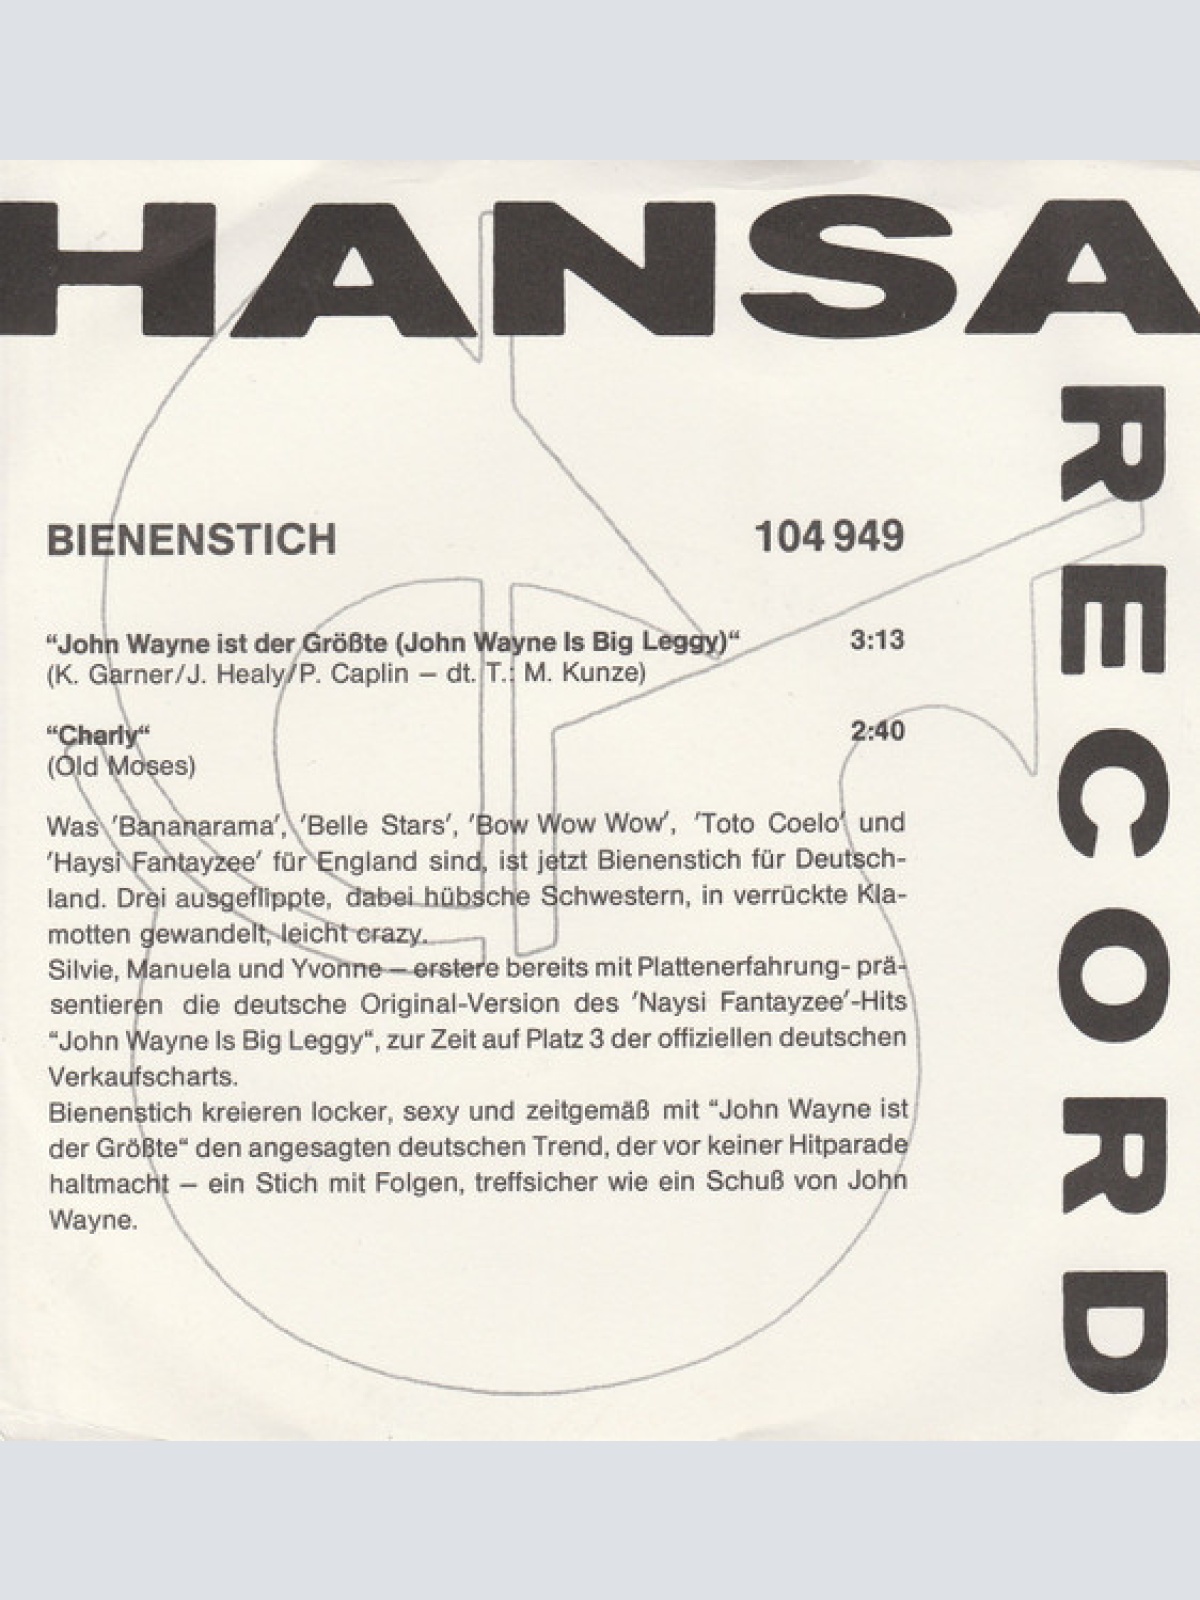 HANSA
RECORD
BIENENSTICH 104 949
“John Wayne ist der Größte (John Wayne Is Big Leggy)“ 3:13
(K. Garner/J. Healy/P. Caplin – dt. T.: M. Kunze)
“Charly“ 2:40
(Old Moses)
Was ′Bananarama′, ′Belle Stars′, ′Bow Wow Wow′, ′Toto Coelo′ und
′Haysi Fantayzee′ für England sind, ist jetzt Bienenstich für Deutsch-
land. Drei ausgeflippte, dabei hübsche Schwestern, in verrückte Kla-
motten gewandelt, leicht crazy.
Silvie, Manuela und Yvonne – erstere bereits mit Plattenerfahrung- prä-
sentieren die deutsche Original-Version des ′Naysi Fantayzee′-Hits
“John Wayne Is Big Leggy“, zur Zeit auf Platz 3 der offiziellen deutschen
Verkaufscharts.
Bienenstich kreieren locker, sexy und zeitgemäß mit “John Wayne ist
der Größte“ den angesagten deutschen Trend, der vor keiner Hitparade
haltmacht – ein Stich mit Folgen, treffsicher wie ein Schuß von John
Wayne.